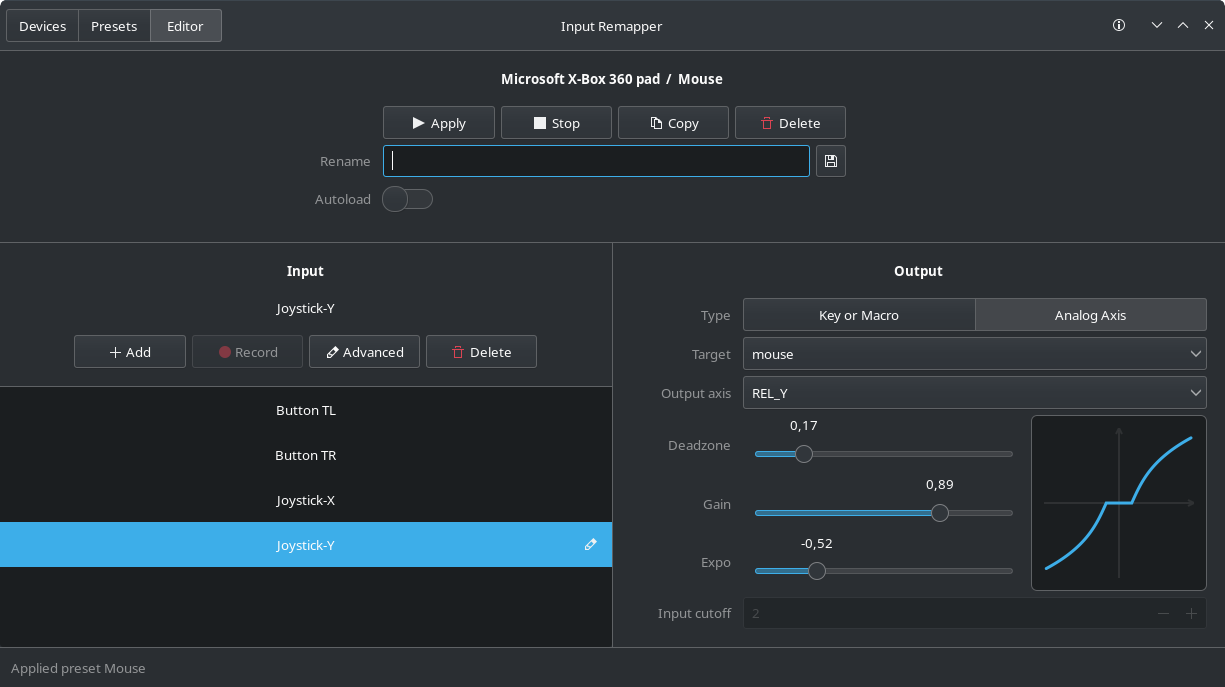 Devices Presets Editor Input Remapper
Microsoft X-Box 360 pad / Mouse
Apply Stop Copy Delete
Rename
Autoload
Input
Joystick-Y
Add Record Advanced Delete
Button TL
Button TR
Joystick-X
Joystick-Y
Output
Type Key or Macro Analog Axis
Target mouse
Output axis REL_Y
0,17
Deadzone
0,89
Gain
-0,52
Expo
Input cutoff 2
Applied preset Mouse